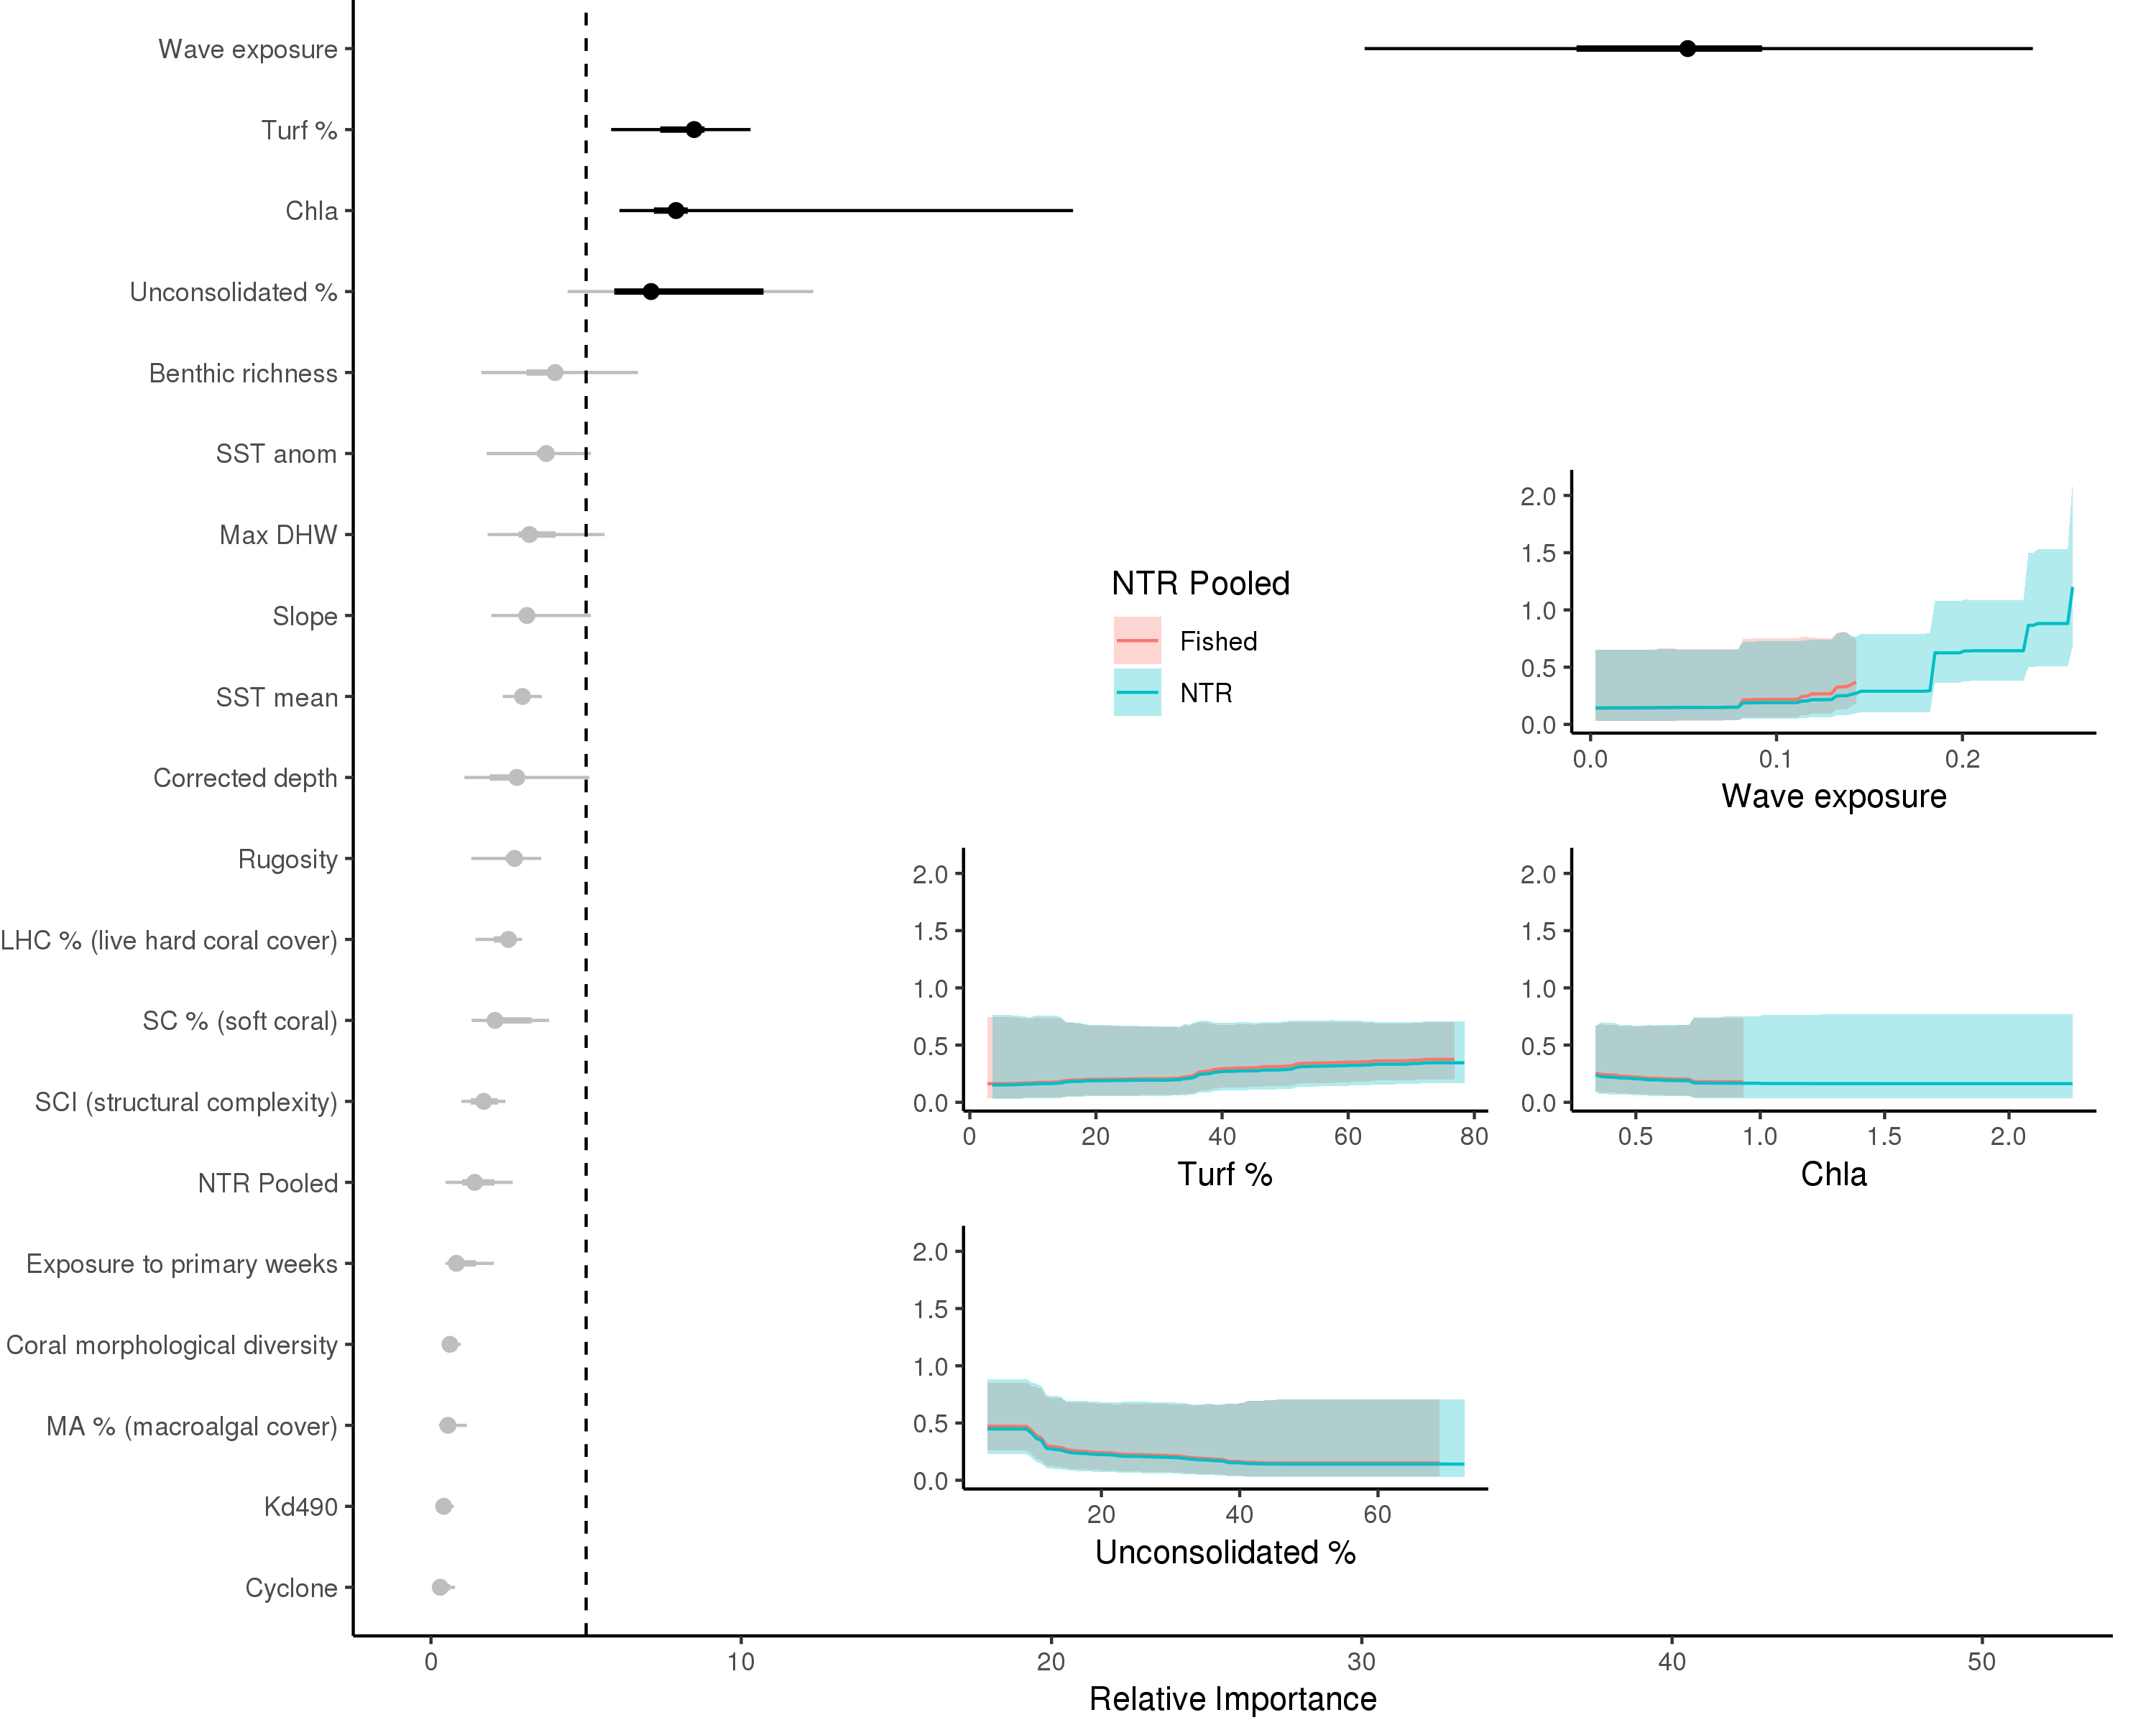 Wave exposure
Turf %
Chla
Unconsolidated %
Benthic richness
SST anom
Max DHW
Slope
SST mean
Corrected depth
Rugosity
LHC % (live hard coral cover)
SC % (soft coral)
SCI (structural complexity)
NTR Pooled
Exposure to primary weeks
Coral morphological diversity
MA % (macroalgal cover)
Kd490
Cyclone
0 10 20 30 40 50
Relative Importance
NTR Pooled
Fished
NTR
2.0
1.5
1.0
0.5
0.0
0.0 0.1 0.2
Wave exposure
2.0
1.5
1.0
0.5
0.0
0 20 40 60 80
Turf %
2.0
1.5
1.0
0.5
0.0
0.5 1.0 1.5 2.0
Chla
2.0
1.5
1.0
0.5
0.0
20 40 60
Unconsolidated %